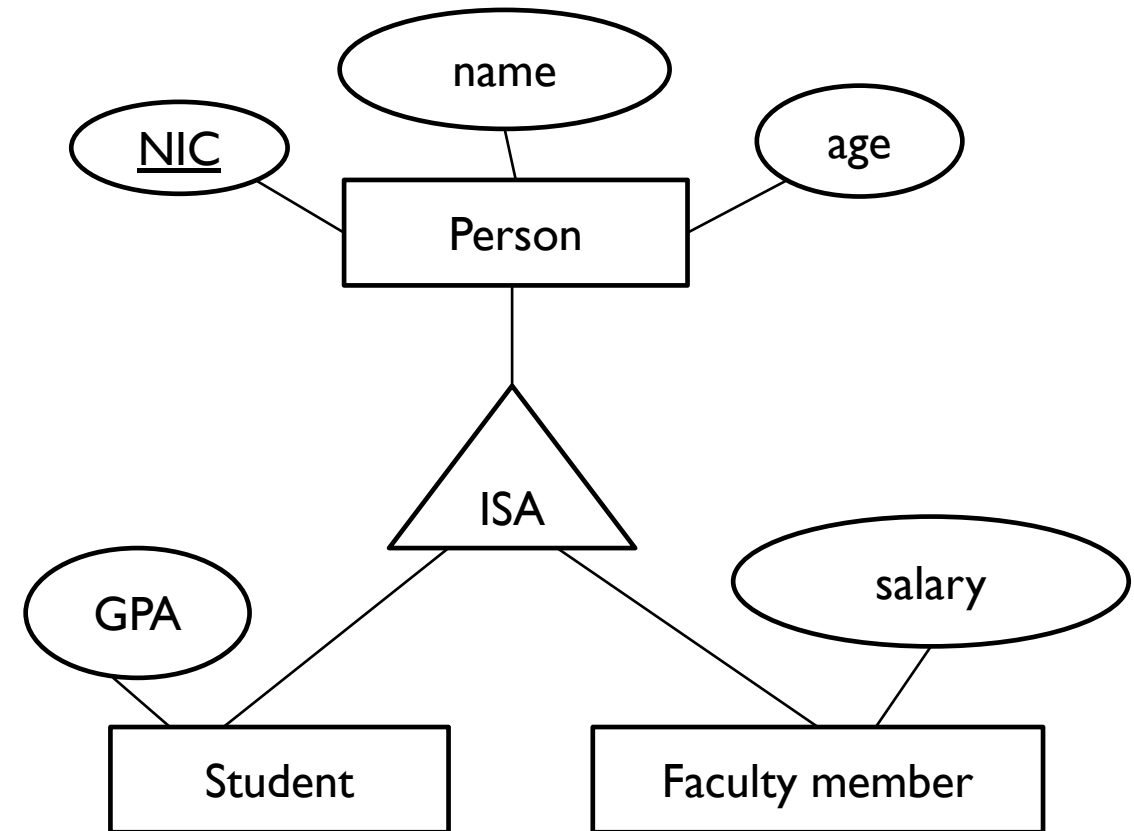 name
NIC
age
Person
ISA
GPA
salary
Student
Faculty member